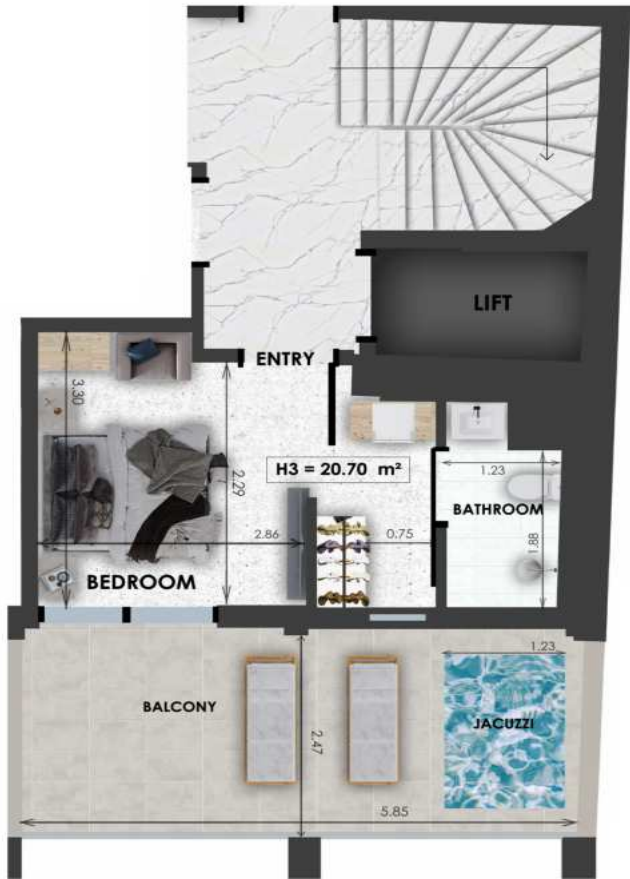 LIFT
ENTRY
3.30
2.29
H3 = 20.70 m²
1.23
BATHROOM
2.86
0.75
1.88
BEDROOM
1.23
BALCONY
JACUZZI
2.47
5.85